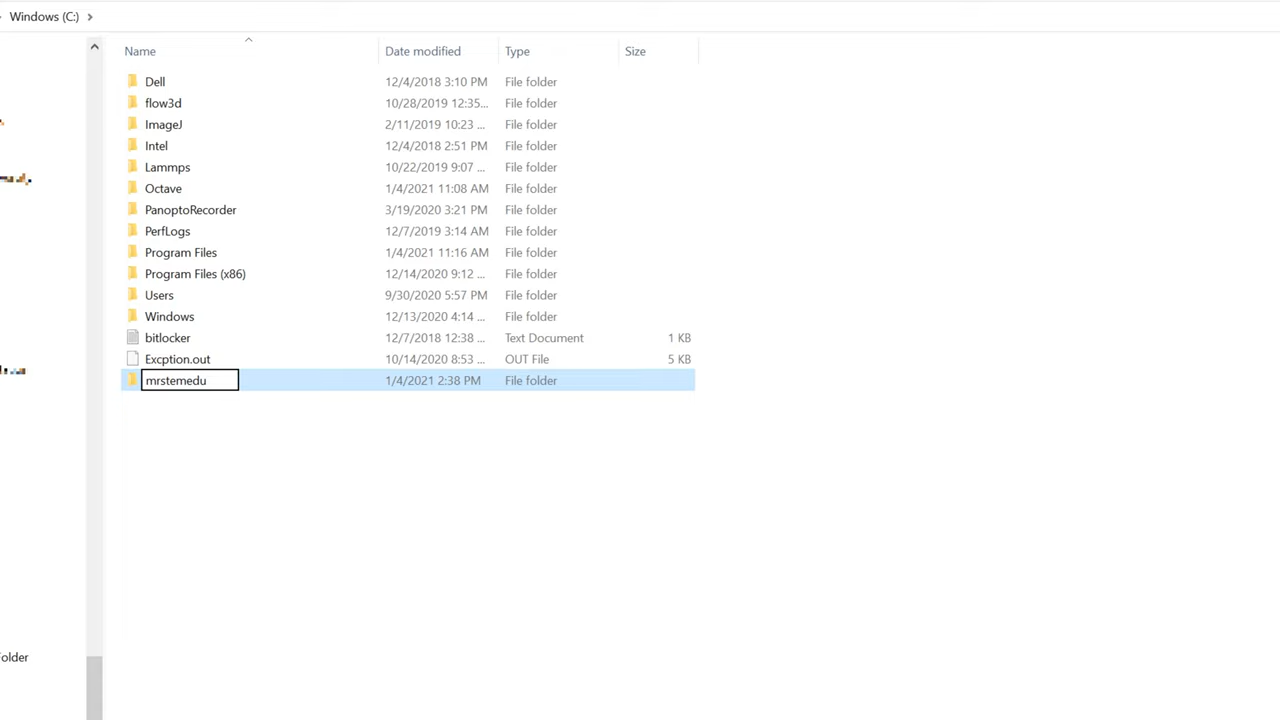 Windows (C:)
Name Date modified Type Size
Dell 12/4/2018 3:10 PM File folder
flow3d 10/28/2019 12:35... File folder
ImageJ 2/11/2019 10:23 ... File folder
Intel 12/4/2018 2:51 PM File folder
Lammps 10/22/2019 9:07 ... File folder
Octave 1/4/2021 11:08 AM File folder
PanoptoRecorder 3/19/2020 3:21 PM File folder
PerfLogs 12/7/2019 3:14 AM File folder
Program Files 1/4/2021 11:16 AM File folder
Program Files (x86) 12/14/2020 9:12 ... File folder
Users 9/30/2020 5:57 PM File folder
Windows 12/13/2020 4:14 ... File folder
bitlocker 12/7/2018 12:38 ... Text Document 1 KB
Excption.out 10/14/2020 8:53 ... OUT File 5 KB
mrstemedu 1/4/2021 2:38 PM File folder
older